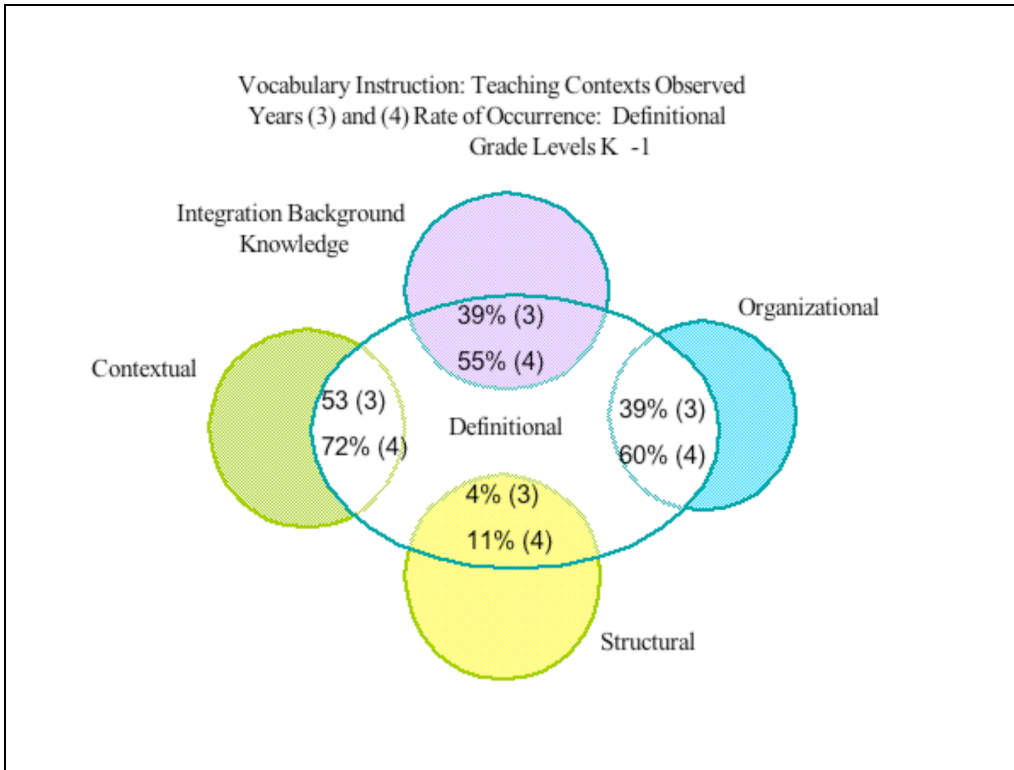 Vocabulary Instruction: Teaching Contexts Observed
Years (3) and (4) Rate of Occurrence: Definitional
Grade Levels K -1
Integration Background
Knowledge
39% (3)
55% (4)
Organizational
Contextual
53 (3)
72% (4)
Definitional
39% (3)
60% (4)
4% (3)
11% (4)
Structural